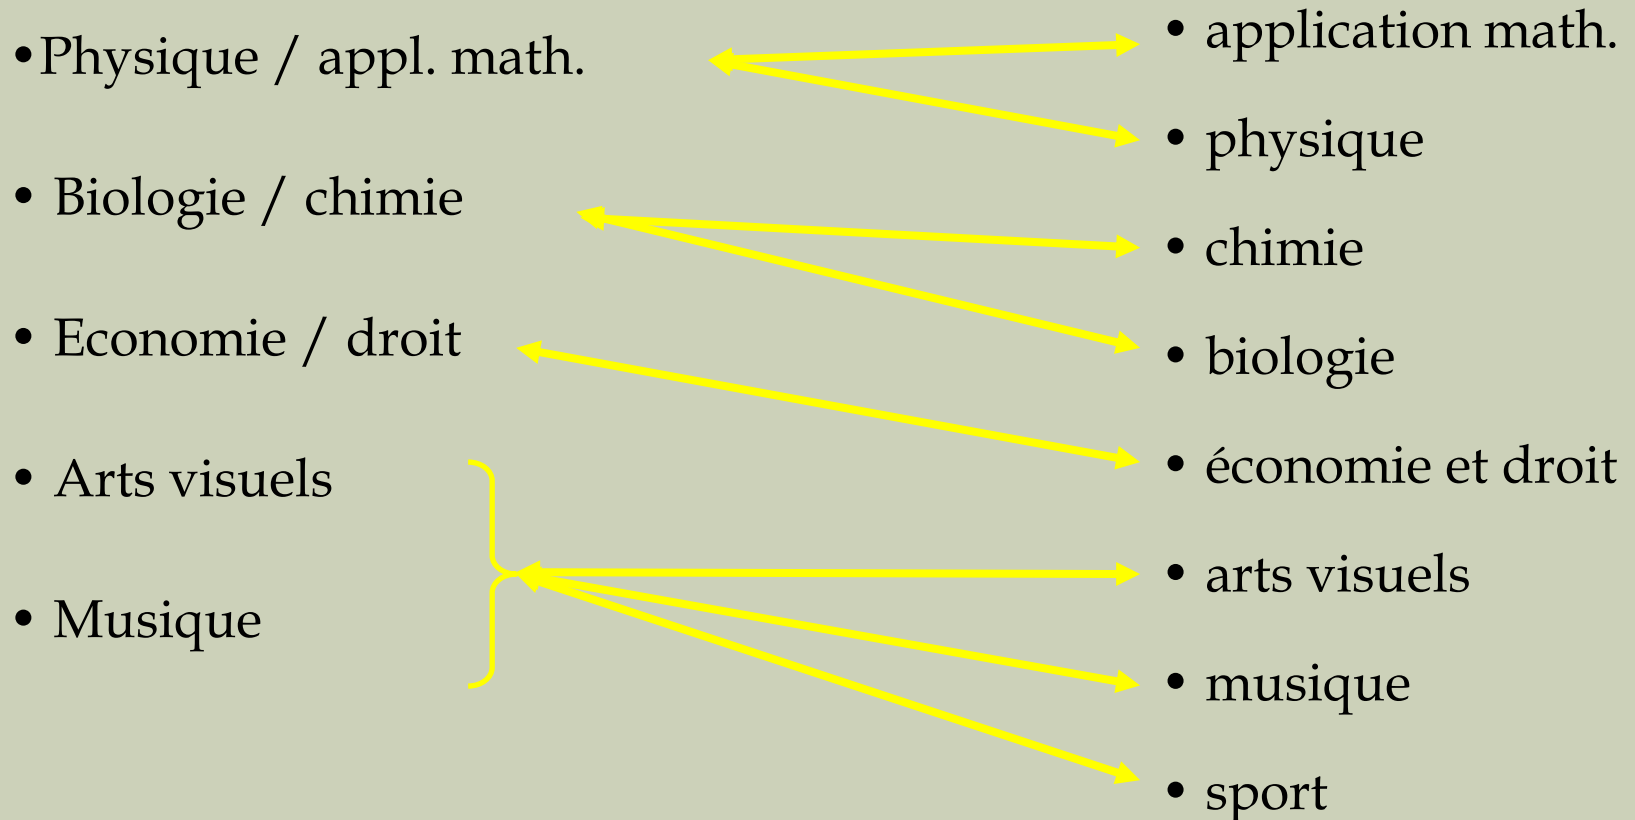 •Physique / appl. math.
• Biologie / chimie
• Economie / droit
• Arts visuels
• Musique
• application math.
• physique
• chimie
• biologie
• économie et droit
• arts visuels
• musique
• sport